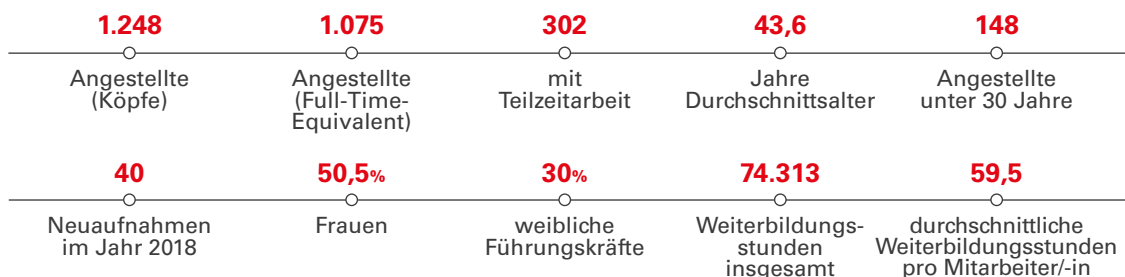 1.248 1.075 302 43,6 148
Angestellte Angestellte mit Jahre Angestellte
(Köpfe) (Full-Time- Teilzeitarbeit Durchschnittsalter unter 30 Jahre
Equivalent)
40 50,5% 30% 74.313 59,5
Neuaufnahmen Frauen weibliche Weiterbildungs- durchschnittliche
im Jahr 2018 Führungskräfte stunden Weiterbildungsstunden
insgesamt pro Mitarbeiter/-in